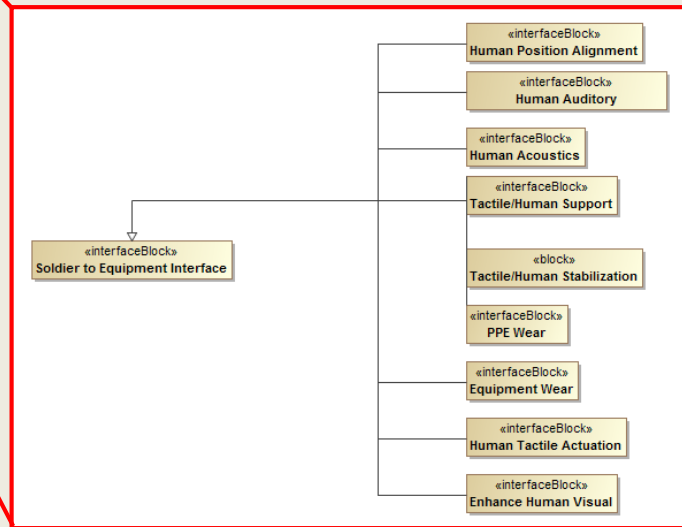 «interfaceBlock»
Human Position Alignment
«interfaceBlock»
Human Auditory
«interfaceBlock»
Human Acoustics
«interfaceBlock»
Tactile/Human Support
«interfaceBlock»
Soldier to Equipment Interface
«block»
Tactile/Human Stabilization
«interfaceBlock»
PPE Wear
«interfaceBlock»
Equipment Wear
«interfaceBlock»
Human Tactile Actuation
«interfaceBlock»
Enhance Human Visual